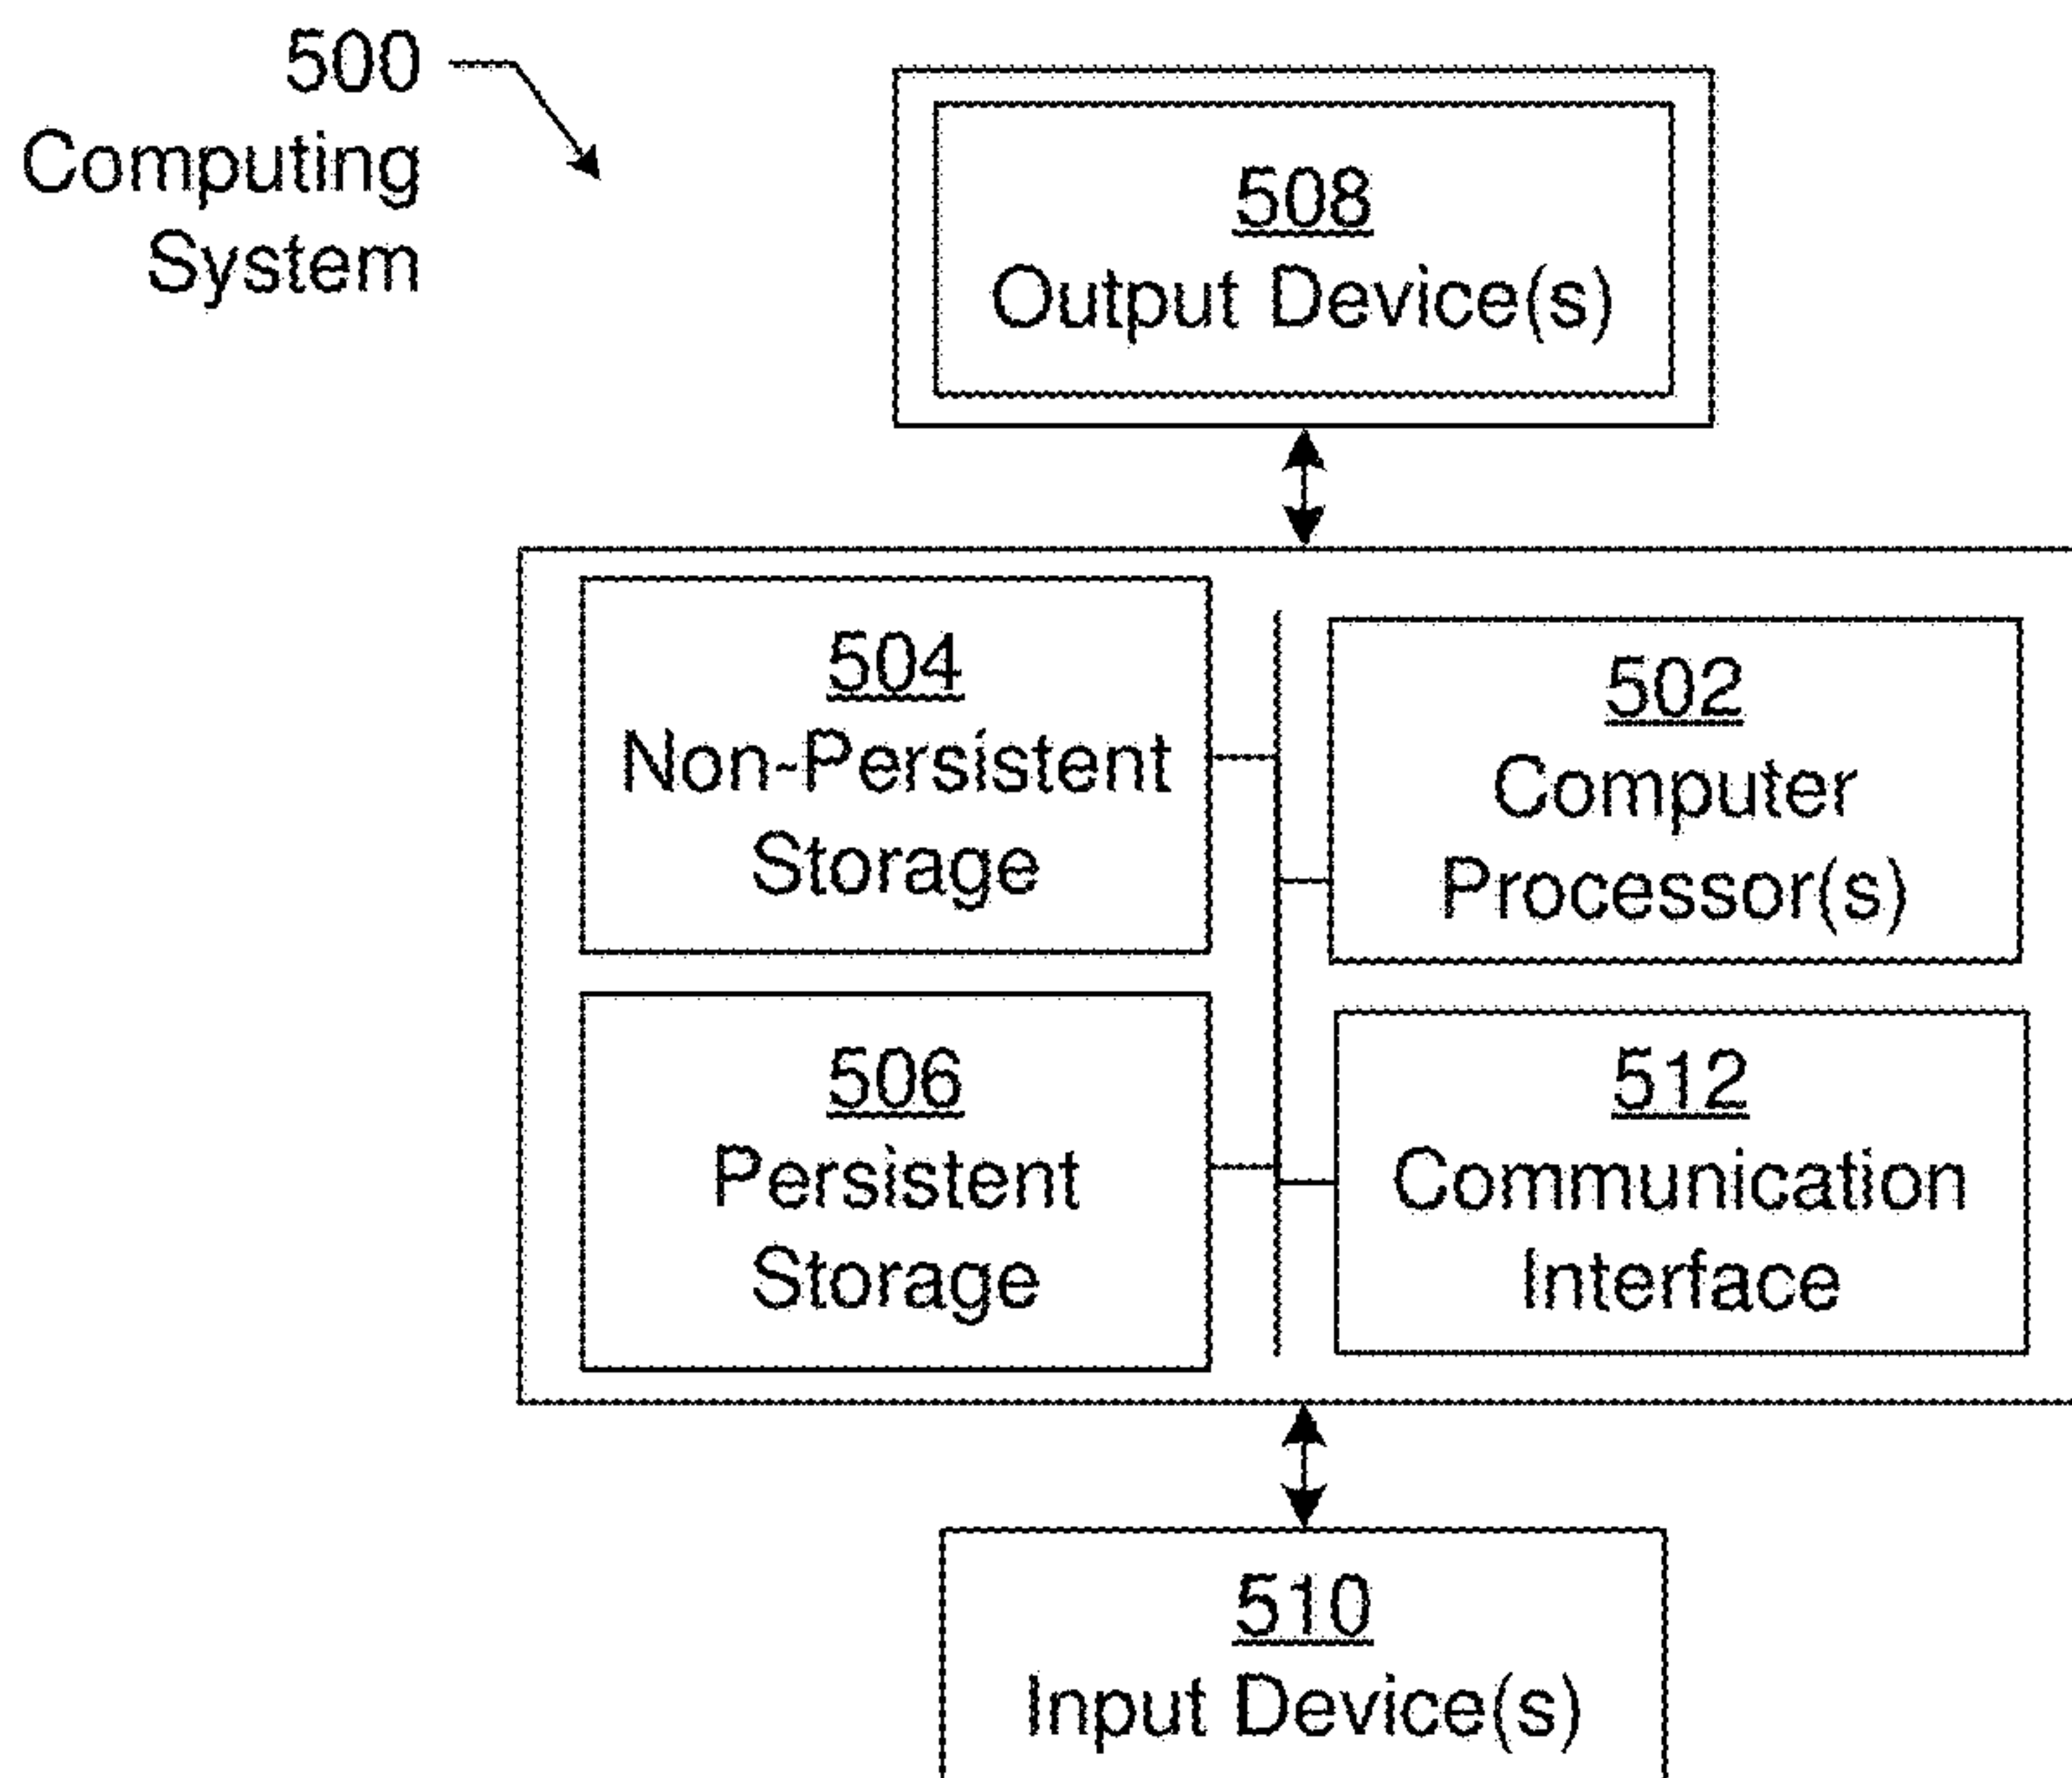 500
Computing
System
508
Output Device(s)
504
Non-Persistent
Storage
502
Computer
Processor(s)
506
Persistent
Storage
512
Communication
Interface
510
Input Device(s)